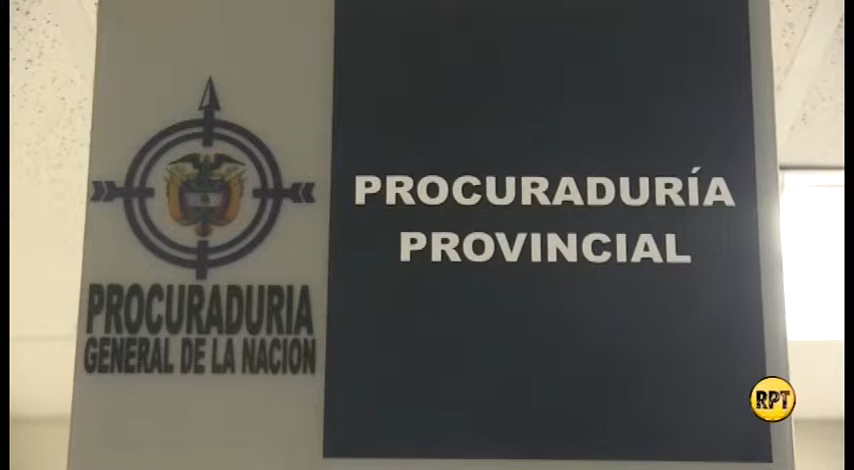 PROCURADURIA
GENERAL DE LA NACION
PROCURADURÍA
PROVINCIAL
RPT